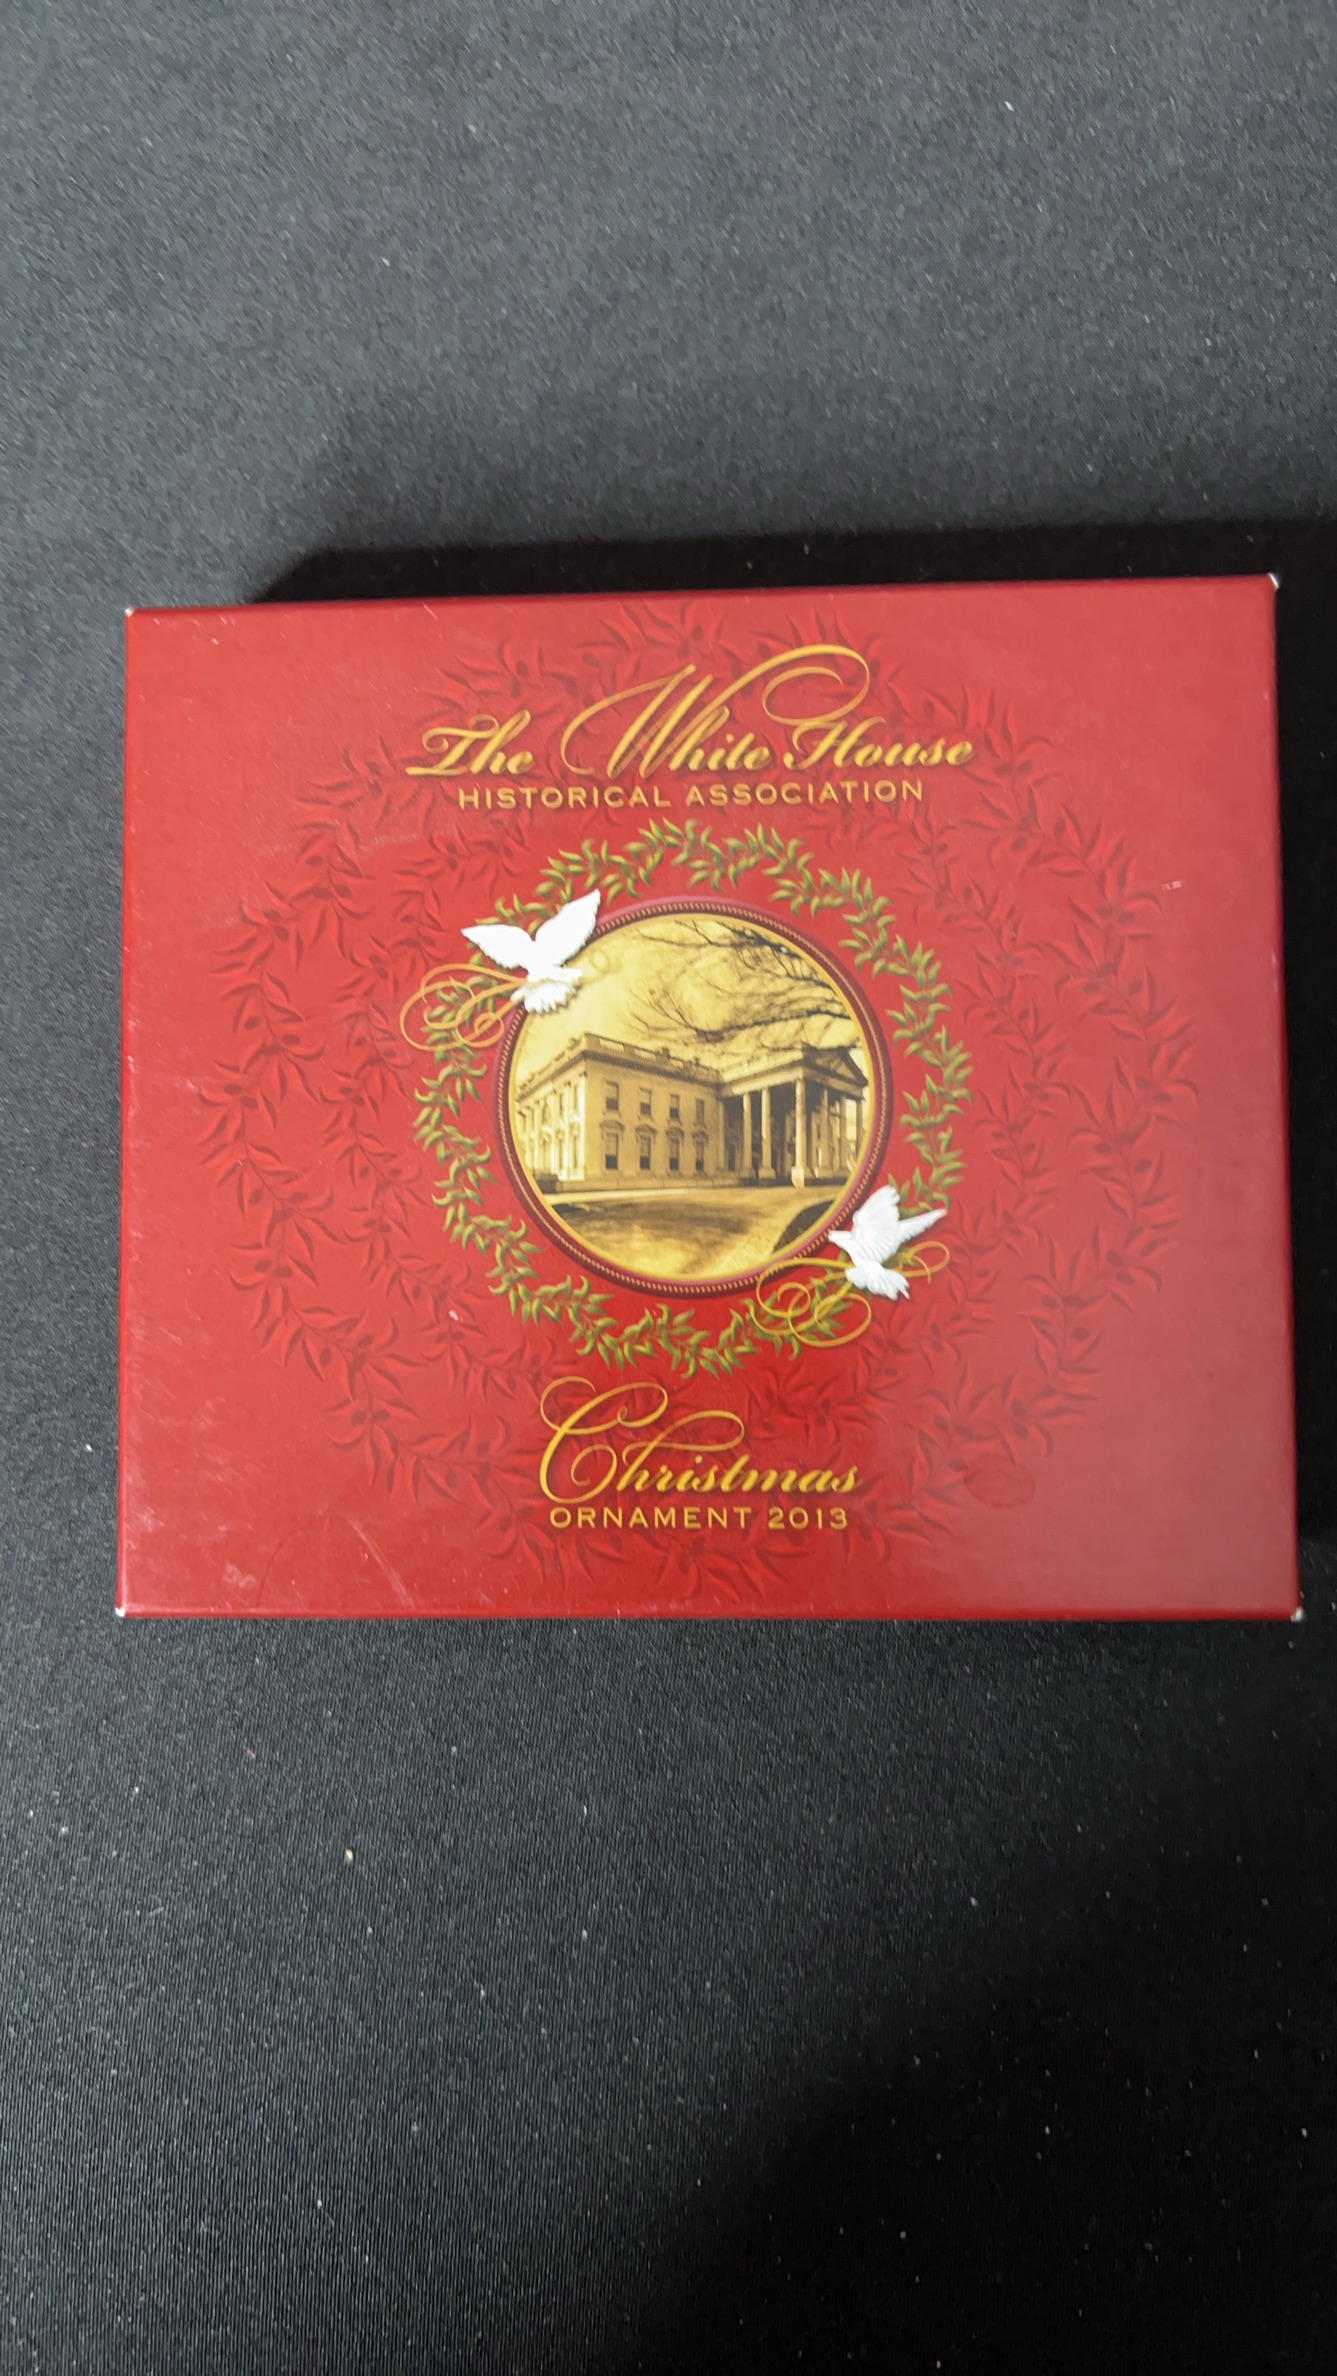 The White House
HISTORICAL ASSOCIATION
Christmas
ORNAMENT 2013